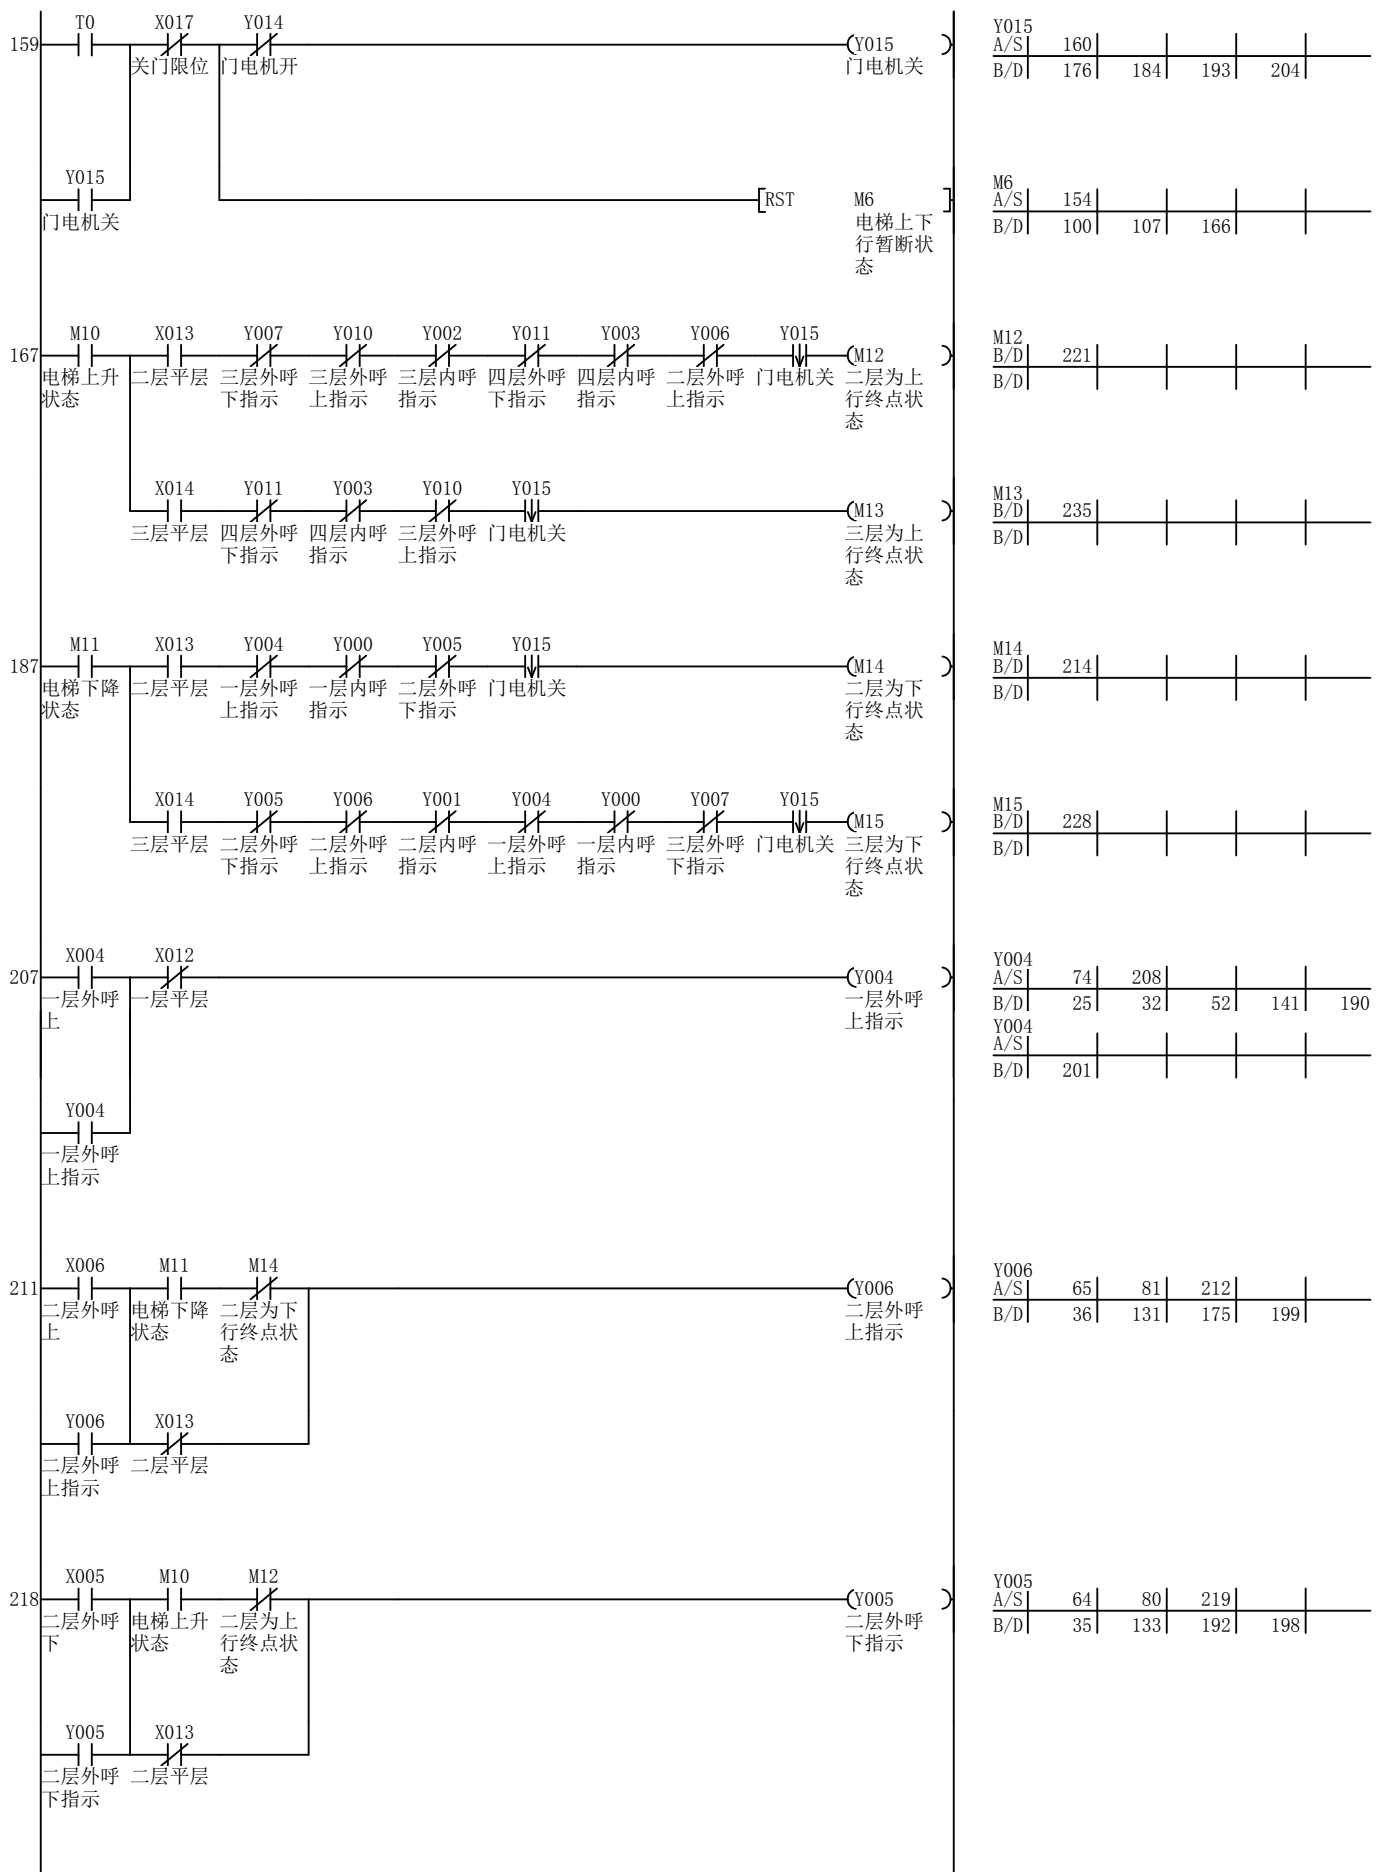 T0 X017 Y014
159 (Y015 ) 
关门限位 门电机开 门电机关
Y015
A/S 160
B/D 176 184 193 204
Y015
门电机关
[RST M6 ]
电梯上下
行暂断状
态
M6
A/S 154
B/D 100 107 166
M10 X013 Y007 Y010 Y002 Y011 Y003 Y006 Y015
167 (M12 )
电梯上升 二层平层 三层外呼 三层外呼 三层内呼 四层外呼 四层内呼 二层外呼 门电机关 二层为上
状态 下指示 上指示 指示 下指示 指示 上指示 行终点状
态
M12
B/D 221
B/D
X014 Y011 Y003 Y010 Y015
(M13 )
三层平层 四层外呼 四层内呼 三层外呼 门电机关 三层为上
下指示 指示 上指示 行终点状
态
M13
B/D 235
B/D
M11 X013 Y004 Y000 Y005 Y015
187 (M14 )
电梯下降 二层平层 一层外呼 一层内呼 二层外呼 门电机关 二层为下
状态 上指示 指示 下指示 行终点状
态
M14
B/D 214
B/D
X014 Y005 Y006 Y001 Y004 Y000 Y007 Y015
(M15 )
三层平层 二层外呼 二层外呼 二层内呼 一层外呼 一层内呼 三层外呼 门电机关 三层为下
下指示 上指示 指示 上指示 指示 下指示 行终点状
态
M15
B/D 228
B/D
X004 X012
207 (Y004 )
一层外呼 一层平层 一层外呼
上 上指示
Y004
A/S 74 208
B/D 25 32 52 141 190
Y004
A/S
B/D 201
Y004
一层外呼
上指示
X006 M11 M14
211 (Y006 )
二层外呼 电梯下降 二层为下 二层外呼
上 状态 行终点状 上指示
态
Y006
A/S 65 81 212
B/D 36 131 175 199
Y006 X013
二层外呼 二层平层
上指示
X005 M10 M12
218 (Y005 )
二层外呼 电梯上升 二层为上 二层外呼
下 状态 行终点状 下指示
态
Y005
A/S 64 80 219
B/D 35 133 192 198
Y005 X013
二层外呼 二层平层
下指示